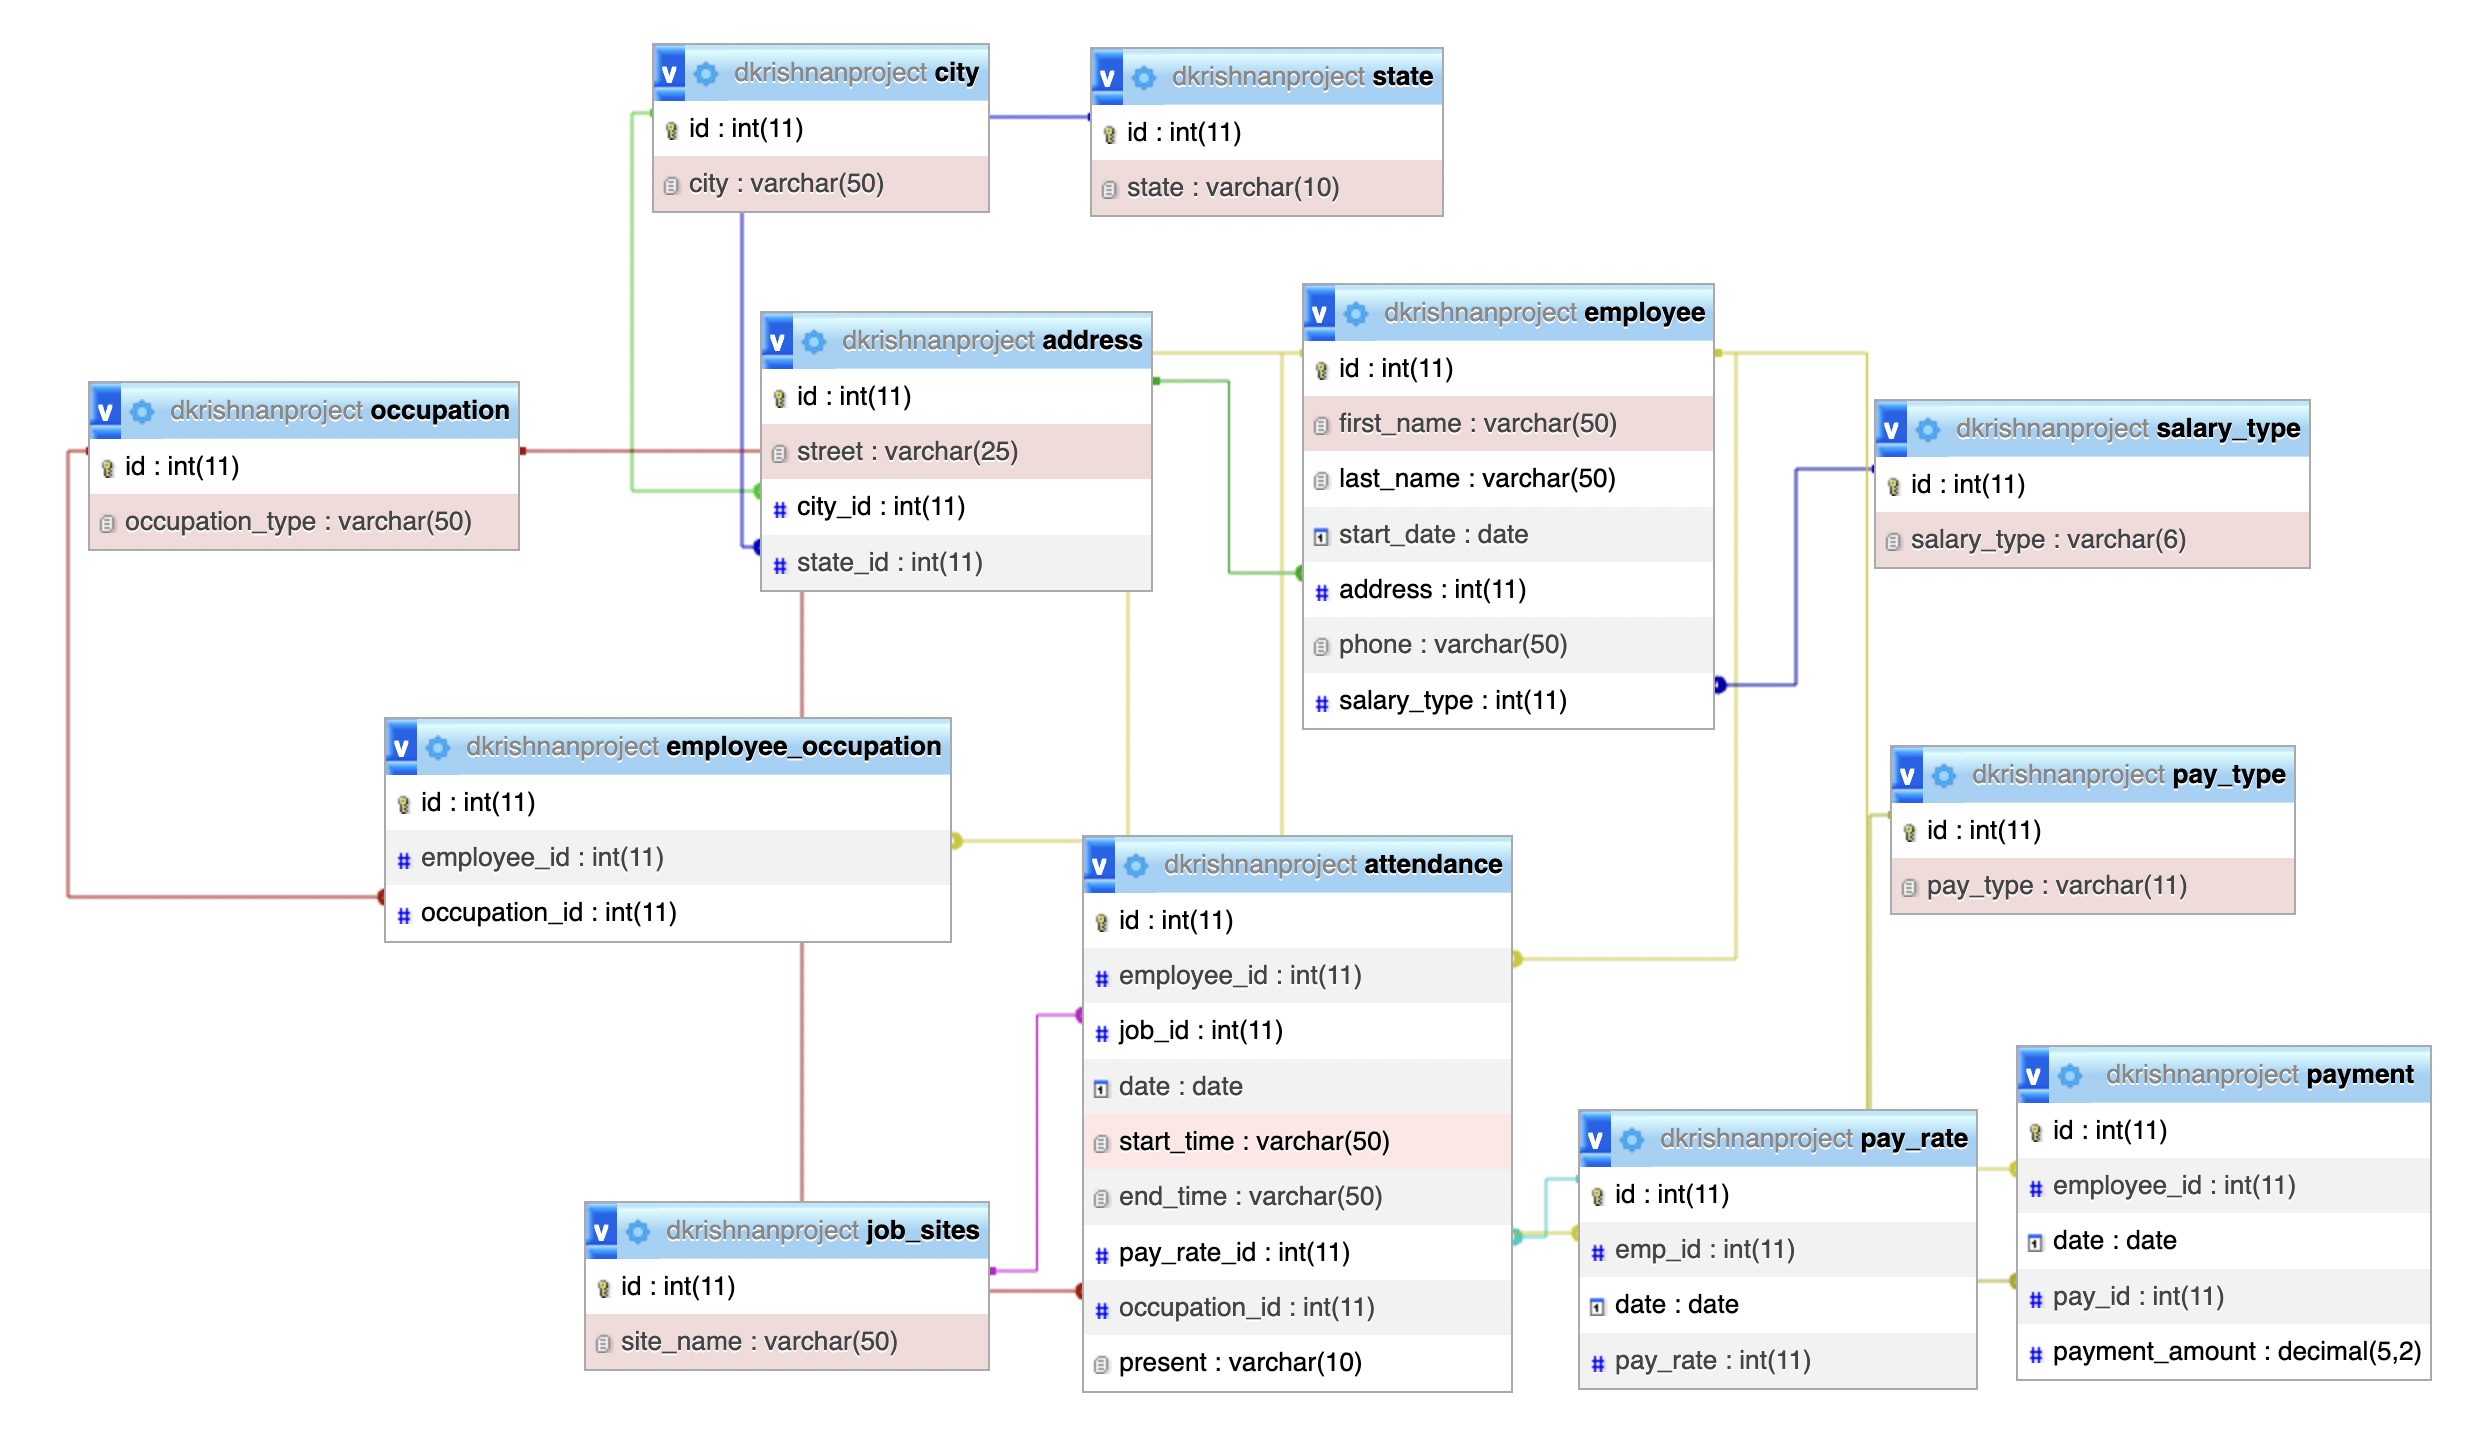 dkrishnanproject city
id : int(11)
city : varchar(50)
dkrishnanproject state
id : int(11)
state : varchar(10)
dkrishnanproject address
id : int(11)
street : varchar(25)
city_id : int(11)
state_id : int(11)
dkrishnanproject employee
id : int(11)
first_name : varchar(50)
last_name : varchar(50)
start_date : date
address : int(11)
phone : varchar(50)
salary_type : int(11)
dkrishnanproject occupation
id : int(11)
occupation_type : varchar(50)
dkrishnanproject salary_type
id : int(11)
salary_type : varchar(6)
dkrishnanproject employee_occupation
id : int(11)
employee_id : int(11)
occupation_id : int(11)
dkrishnanproject pay_type
id : int(11)
pay_type : varchar(11)
dkrishnanproject attendance
id : int(11)
employee_id : int(11)
job_id : int(11)
date : date
start_time : varchar(50)
end_time : varchar(50)
pay_rate_id : int(11)
occupation_id : int(11)
present : varchar(10)
dkrishnanproject job_sites
id : int(11)
site_name : varchar(50)
dkrishnanproject pay_rate
id : int(11)
emp_id : int(11)
date : date
pay_rate : int(11)
dkrishnanproject payment
id : int(11)
employee_id : int(11)
date : date
pay_id : int(11)
payment_amount : decimal(5,2)